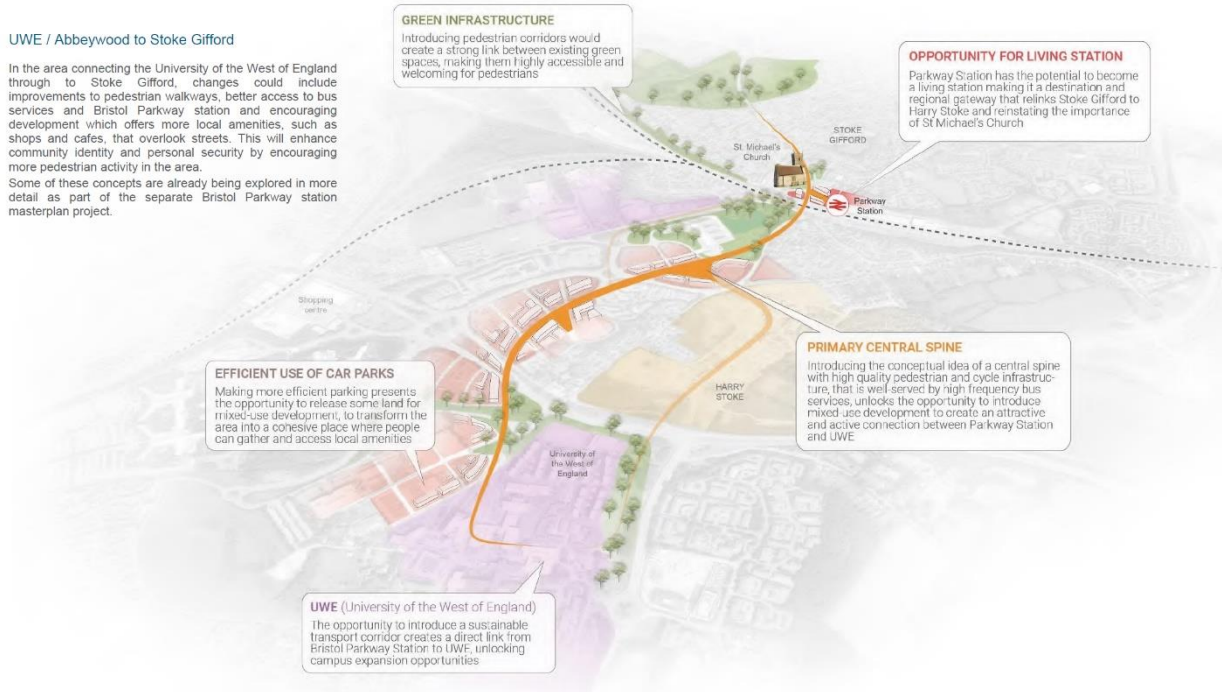 UWE / Abbeywood to Stoke Gifford
In the area connecting the University of the West of England
through to Stoke Gifford, changes could include
improvements to pedestrian walkways, better access to bus
services and Bristol Parkway station and encouraging
development which offers more local amenities, such as
shops and cafes, that overlook streets. This will enhance
community identity and personal security by encouraging
more pedestrian activity in the area.
Some of these concepts are already being explored in more
detail as part of the separate Bristol Parkway station
masterplan project.
GREEN INFRASTRUCTURE
Introducing pedestrian corridors would
create a strong link between existing green
spaces, making them highly accessible and
welcoming for pedestrians
OPPORTUNITY FOR LIVING STATION
Parkway Station has the potential to become
a living station making it a destination and
regional gateway that relinks Stoke Gifford to
Harry Stoke and reinstating the importance
of St Michael's Church
STOKE
GIFFORD
St. Michael's
Church
Parkway
Station
Shopping
centre
PRIMARY CENTRAL SPINE
Introducing the conceptual idea of a central spine
with high quality pedestrian and cycle infrastruc-
ture, that is well-served by high frequency bus
services, unlocks the opportunity to introduce
mixed-use development to create an attractive
and active connection between Parkway Station
and UWE
EFFICIENT USE OF CAR PARKS
Making more efficient parking presents
the opportunity to release some land for
mixed-use development, to transform the
area into a cohesive place where people
can gather and access local amenities
HARRY
STOKE
University of
the West of
England
UWE (University of the West of England)
The opportunity to introduce a sustainable
transport corridor creates a direct link from
Bristol Parkway Station to UWE, unlocking
campus expansion opportunities